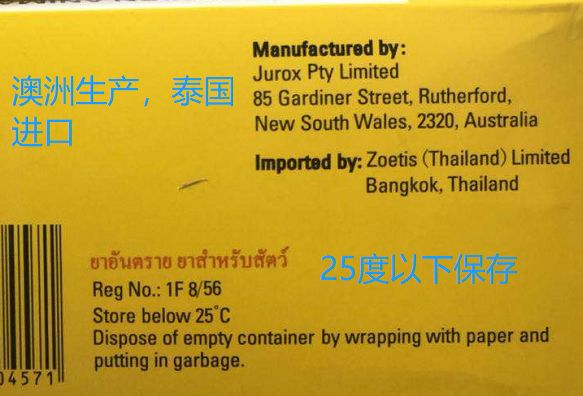 Manufactured by:
Jurox Pty Limited
85 Gardiner Street, Rutherford,
New South Wales, 2320, Australia
澳洲生产，泰国
进口
Imported by: Zoetis (Thailand) Limited
Bangkok, Thailand
ยาอันตราย ยาสำหรับสัตว์
25度以下保存
Reg No.: 1F 8/56
Store below 25°C
Dispose of empty container by wrapping with paper and
putting in garbage.
04571